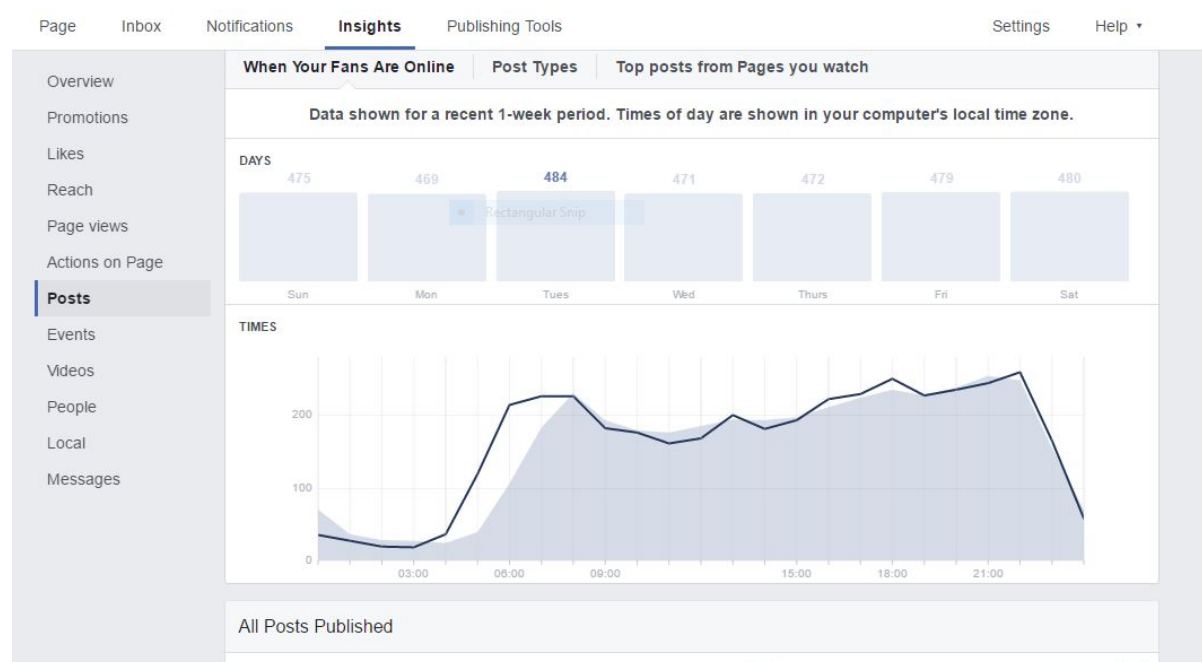 Page Inbox Notifications Insights Publishing Tools Settings Help
Overview
Promotions
Likes
Reach
Page views
Actions on Page
Posts
Events
Videos
People
Local
Messages
When Your Fans Are Online Post Types Top posts from Pages you watch
Data shown for a recent 1-week period. Times of day are shown in your computer's local time zone.
DAYS
475 469 484 471 472 479 480
Rectangular Snip
Sun Mon Tues Wed Thurs Fri Sat
TIMES
200
100
0
03:00 06:00 09:00 15:00 18:00 21:00
All Posts Published